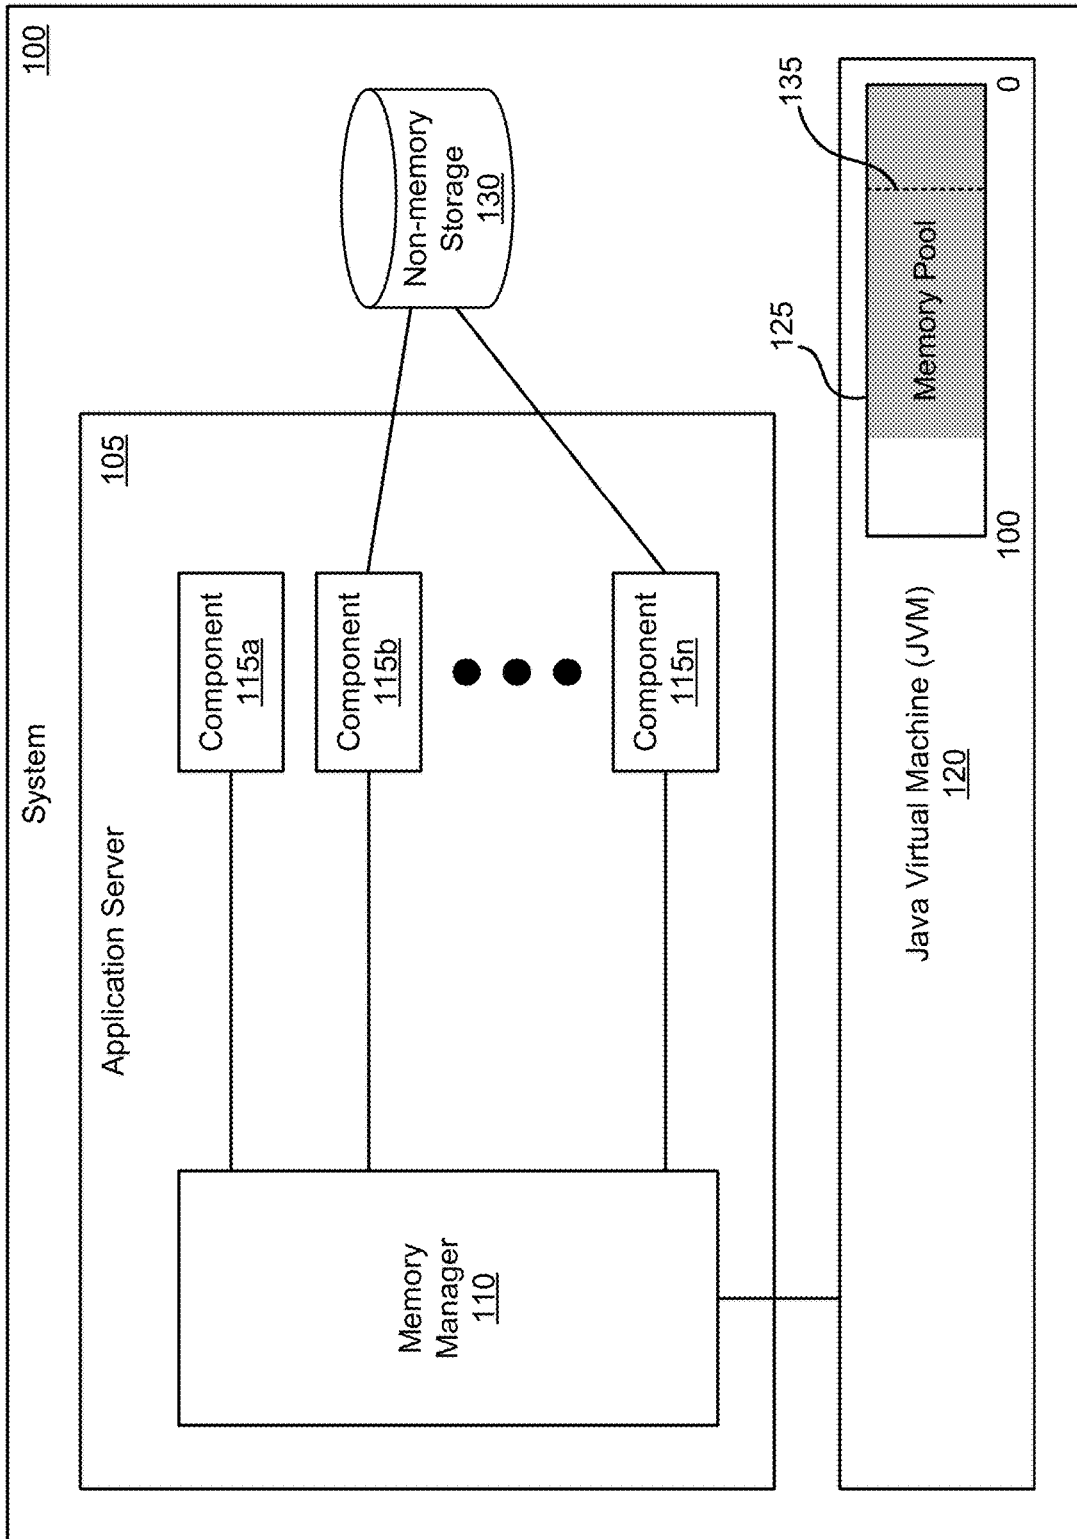 System
100
Application Server
105
Memory
Manager
110
Component
115a
Component
115b
Component
115n
Non-memory
Storage
130
Java Virtual Machine (JVM)
120
125
135
Memory Pool
100
0